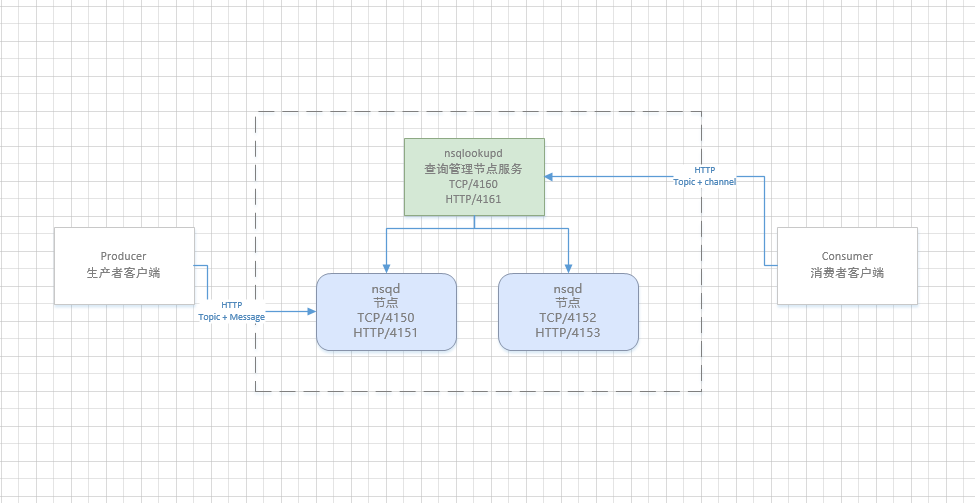 nsqlookupd
查询管理节点服务
TCP/4160
HTTP/4161
HTTP
Topic + channel
Producer
生产者客户端
Consumer
消费者客户端
HTTP
Topic + Message
nsqd
节点
TCP/4150
HTTP/4151
nsqd
节点
TCP/4152
HTTP/4153